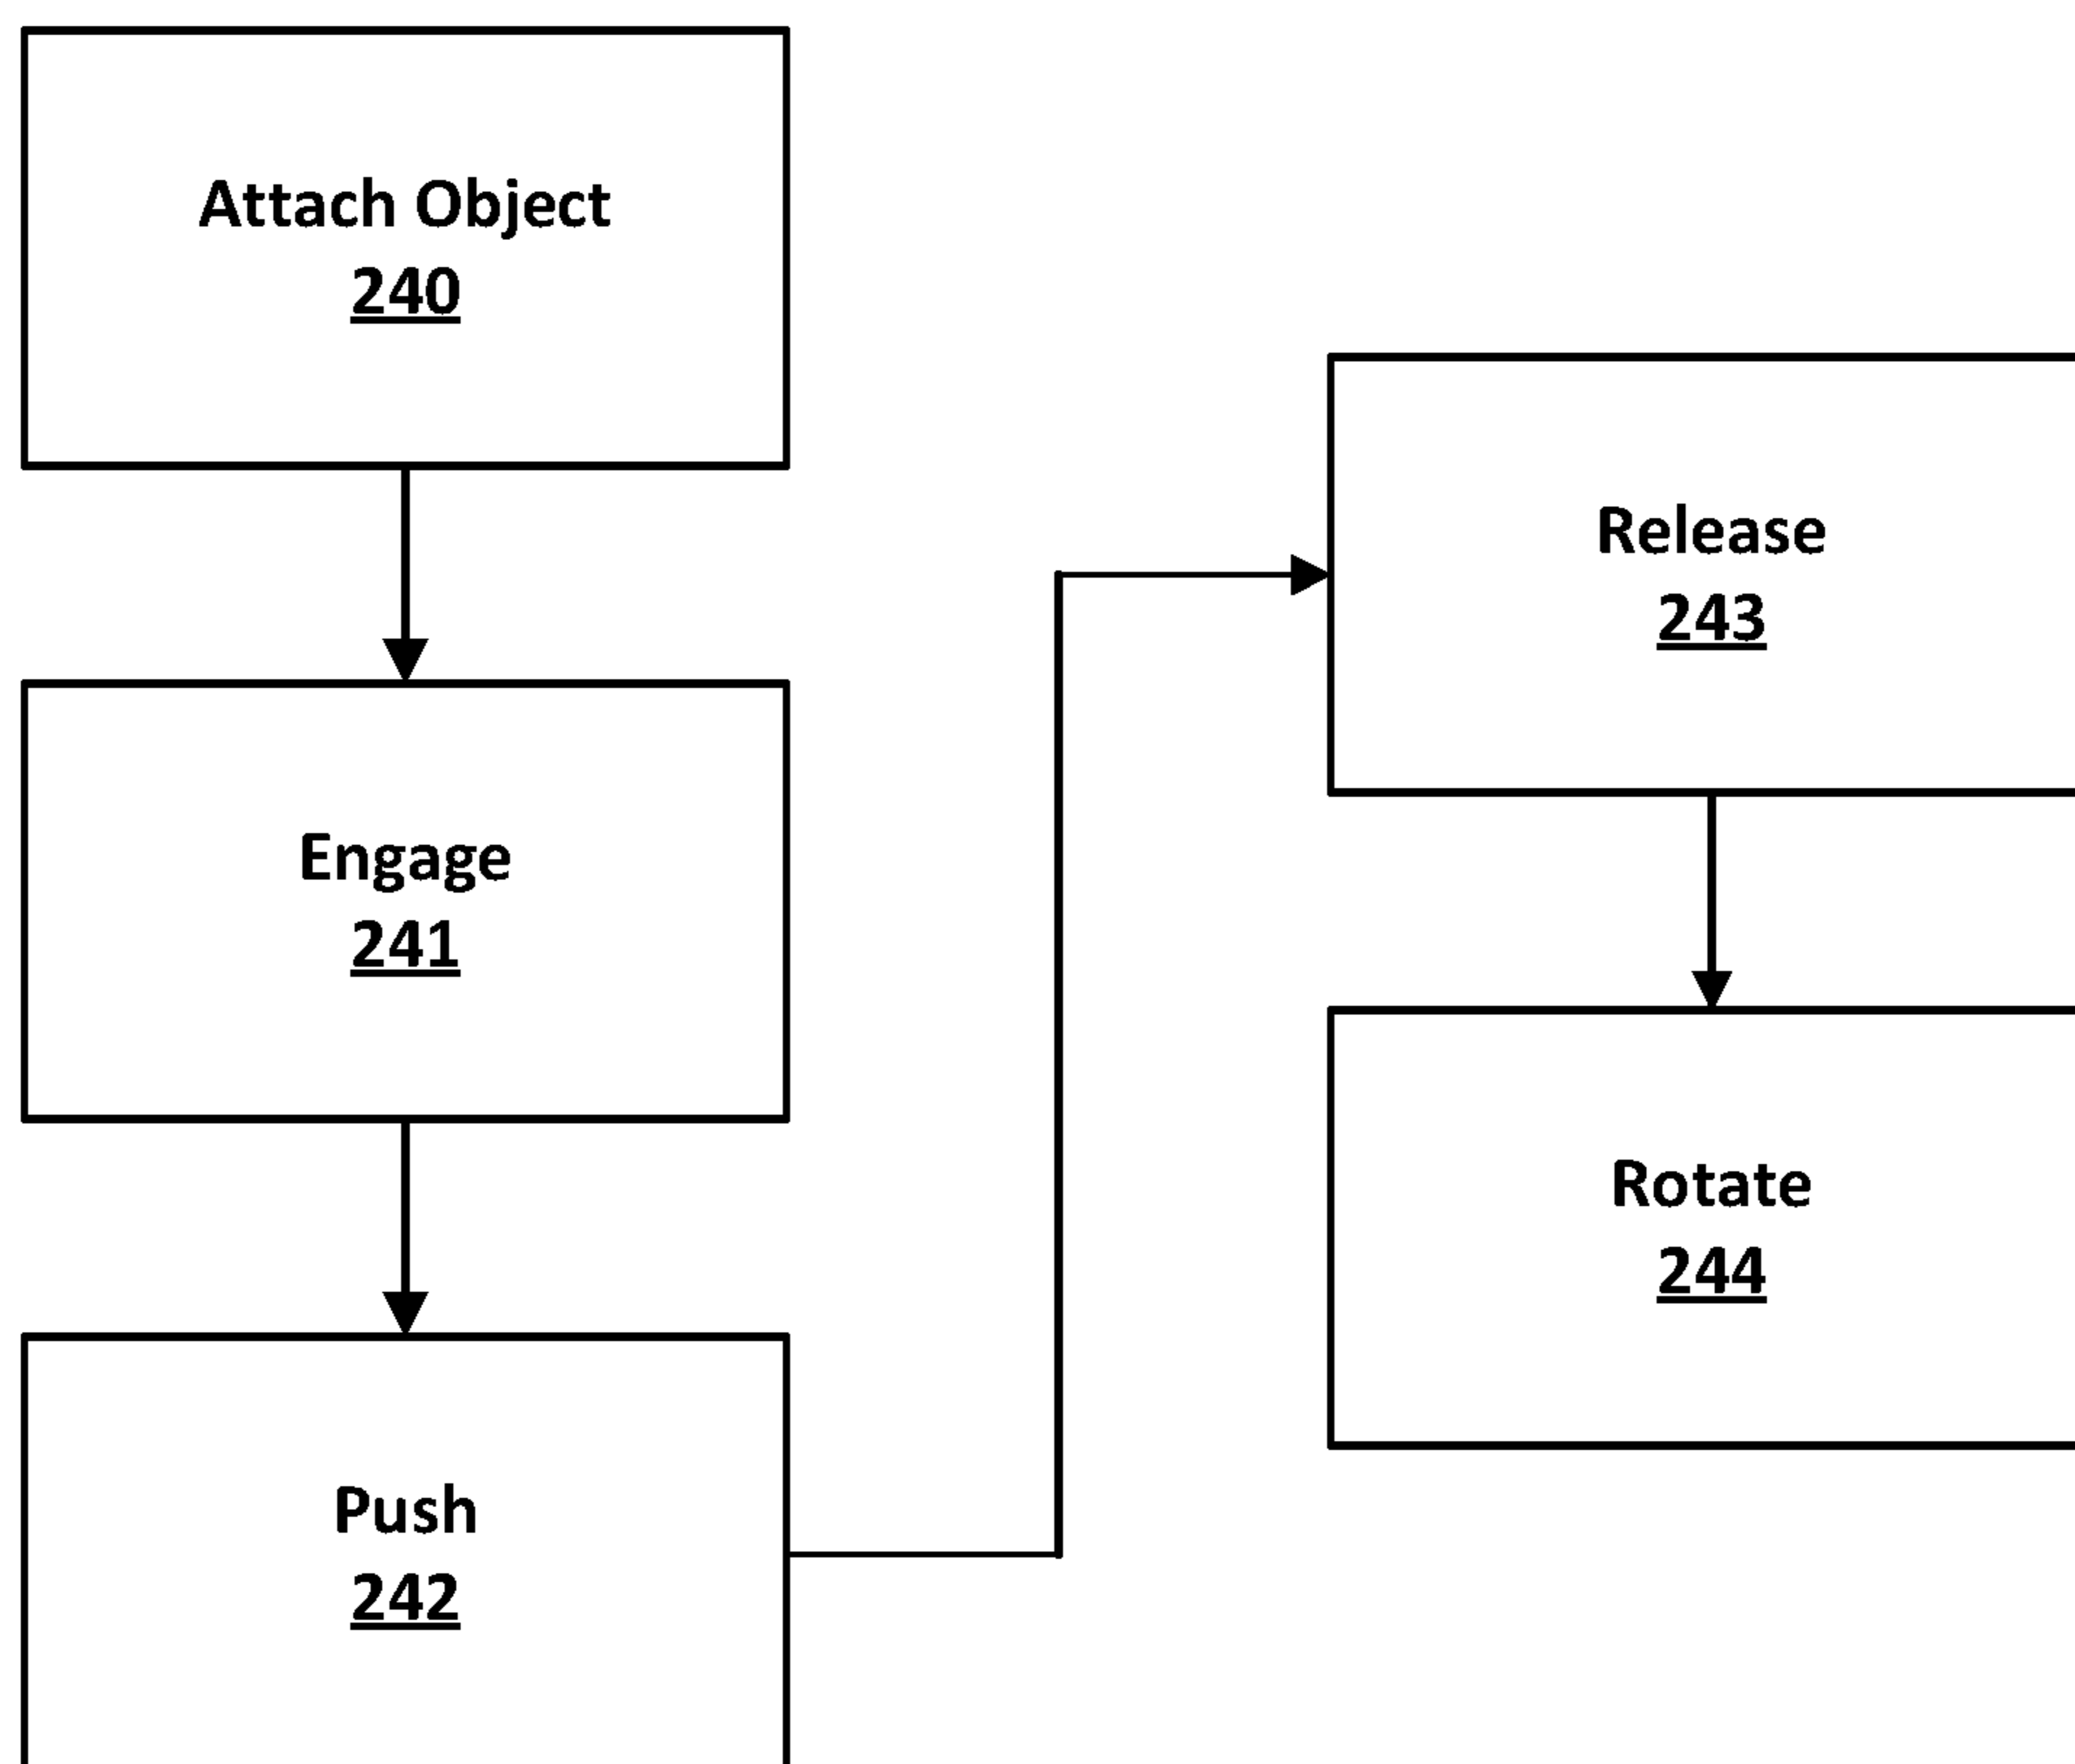 Attach Object
240
Engage
241
Push
242
Release
243
Rotate
244